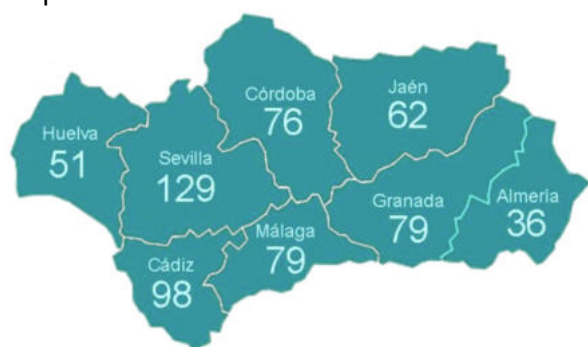 Córdoba
76
Jaén
62
Huelva
51
Sevilla
129
Granada
79
Almería
36
Málaga
79
Cádiz
98